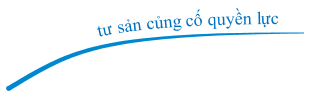 tư sản củng cố quyền lực